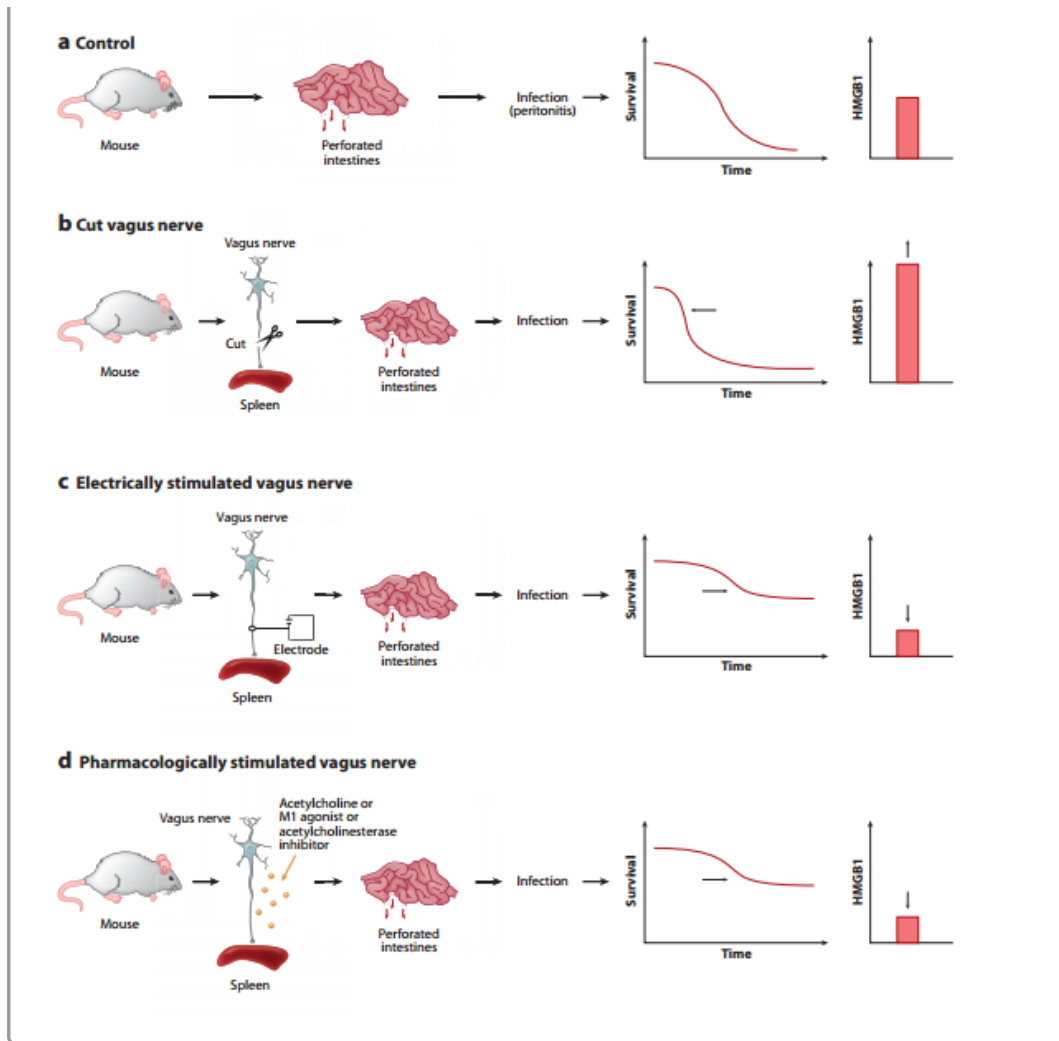 a Control
Mouse
Perforated
intestines
Infection
(peritonitis)
Survival
Time
HMGB1
b Cut vagus nerve
Vagus nerve
Mouse
Cut
Spleen
Perforated
intestines
Infection
Survival
Time
HMGB1
c Electrically stimulated vagus nerve
Vagus nerve
Mouse
Electrode
Spleen
Perforated
intestines
Infection
Survival
Time
HMGB1
d Pharmacologically stimulated vagus nerve
Vagus nerve
Acetylcholine or
M1 agonist or
acetylcholinesterase
inhibitor
Mouse
Spleen
Perforated
intestines
Infection
Survival
Time
HMGB1